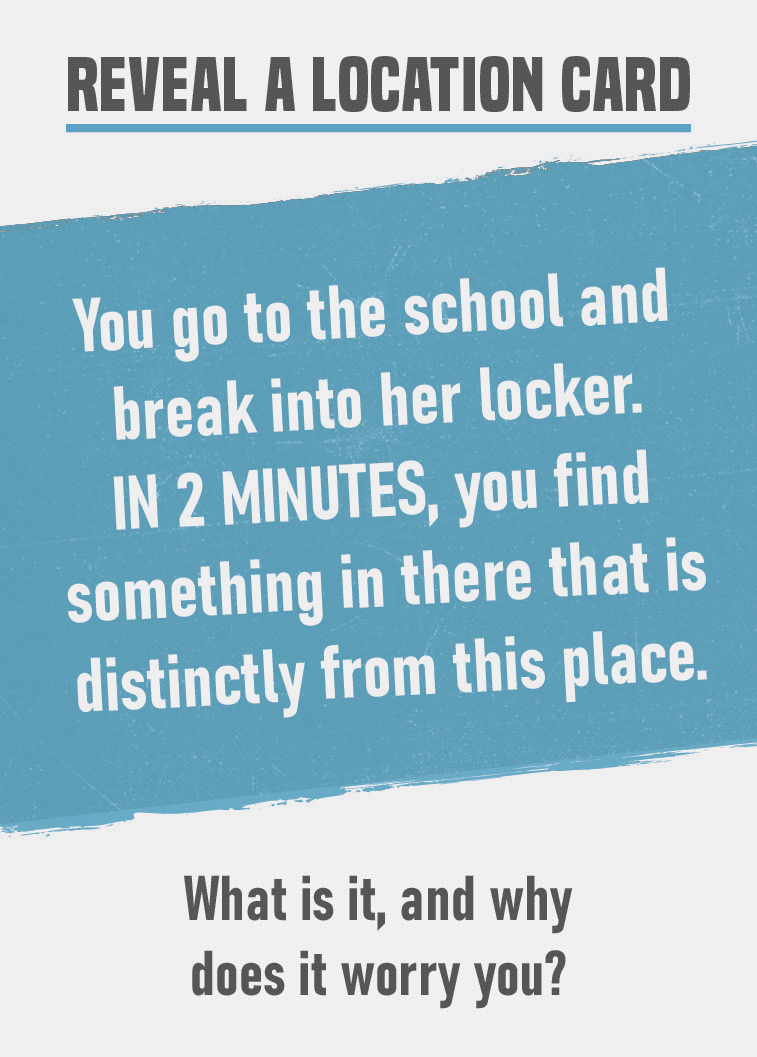 REVEAL A LOCATION CARD
You go to the school and
break into her locker.
IN 2 MINUTES, you find
something in there that is
distinctly from this place.
What is it, and why
does it worry you?